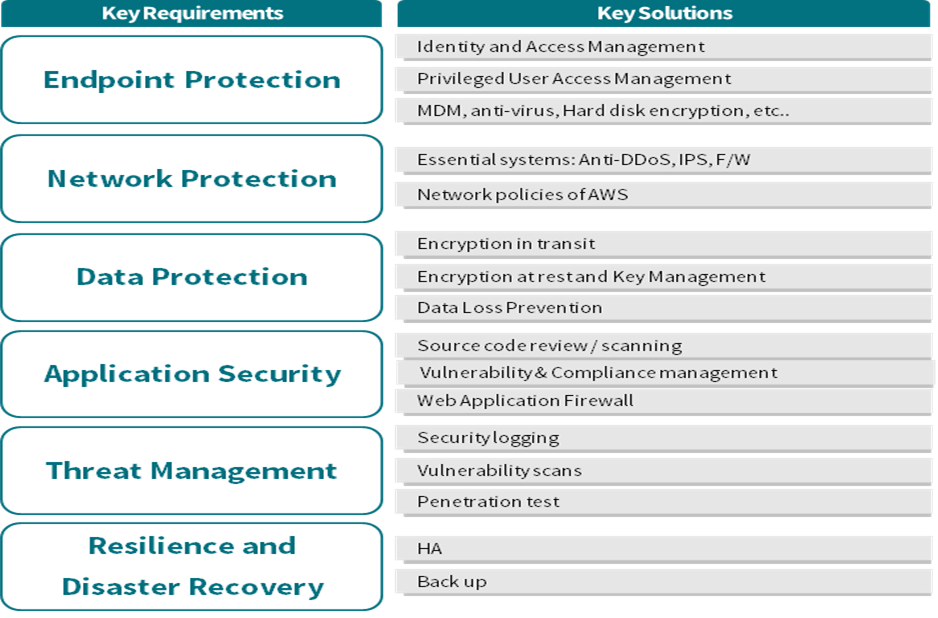 Key Requirements
Key Solutions
Endpoint Protection
Identity and Access Management
Privileged User Access Management
MDM, anti-virus, Hard disk encryption, etc..
Network Protection
Essential systems: Anti-DDoS, IPS, F/W
Network policies of AWS
Data Protection
Encryption in transit
Encryption at rest and Key Management
Data Loss Prevention
Application Security
Source code review / scanning
Vulnerability & Compliance management
Web Application Firewall
Threat Management
Security logging
Vulnerability scans
Penetration test
Resilience and
Disaster Recovery
HA
Back up